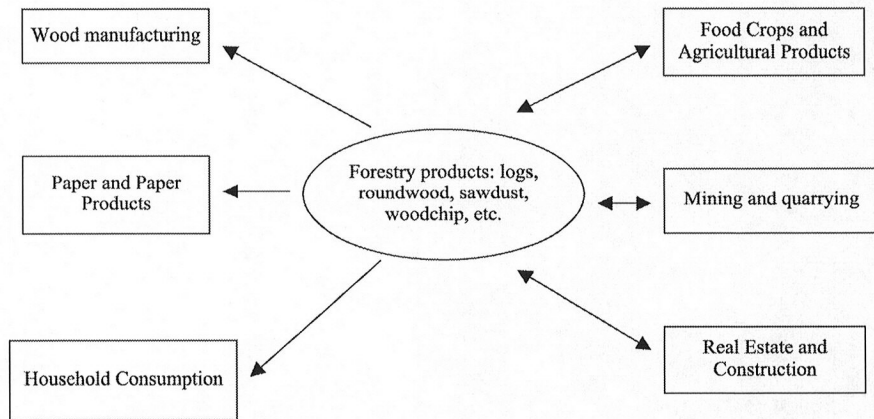 Wood manufacturing
Food Crops and
Agricultural Products
Forestry products: logs,
roundwood, sawdust,
woodchip, etc.
Paper and Paper
Products
Mining and quarrying
Household Consumption
Real Estate and
Construction